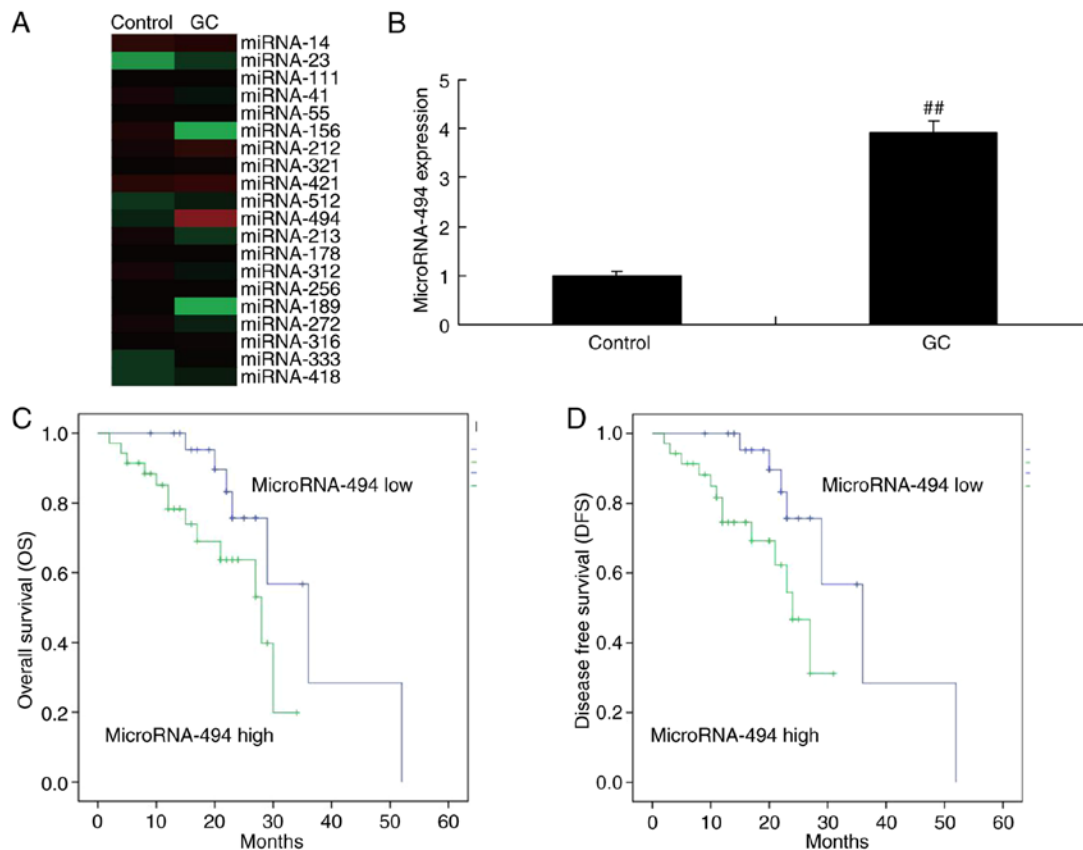 A
Control GC
miRNA-14
miRNA-23
miRNA-111
miRNA-41
miRNA-55
miRNA-156
miRNA-212
miRNA-321
miRNA-421
miRNA-512
miRNA-494
miRNA-213
miRNA-178
miRNA-312
miRNA-256
miRNA-189
miRNA-272
miRNA-316
miRNA-333
miRNA-418
B
MicroRNA-494 expression
5
4
3
2
1
0
##
Control GC
C
Overall survival (OS)
1.0
0.8
0.6
0.4
0.2
0.0
MicroRNA-494 low
MicroRNA-494 high
0 10 20 30 40 50 60
Months
D
Disease free survival (DFS)
1.0
0.8
0.6
0.4
0.2
0.0
MicroRNA-494 low
MicroRNA-494 high
0 10 20 30 40 50 60
Months